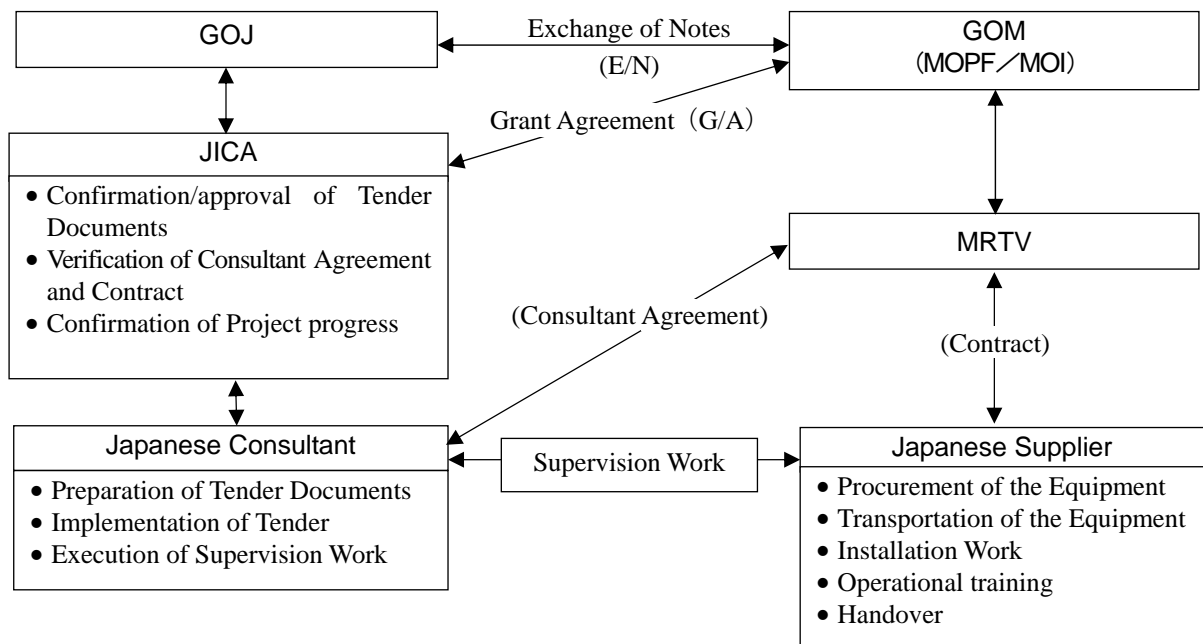 GOJ
Exchange of Notes
(E/N)
GOM
(MOPF／MOI)
Grant Agreement（G/A）
JICA
• Confirmation/approval of Tender
Documents
• Verification of Consultant Agreement
and Contract
• Confirmation of Project progress
MRTV
(Consultant Agreement)
(Contract)
Japanese Consultant
• Preparation of Tender Documents
• Implementation of Tender
• Execution of Supervision Work
Supervision Work
Japanese Supplier
• Procurement of the Equipment
• Transportation of the Equipment
• Installation Work
• Operational training
• Handover